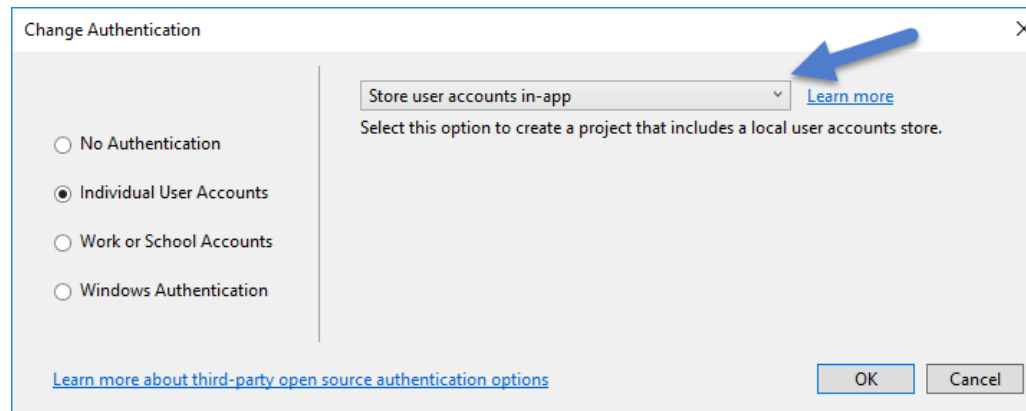 Change Authentication
Store user accounts in-app
Learn more
Select this option to create a project that includes a local user accounts store.
No Authentication
Individual User Accounts
Work or School Accounts
Windows Authentication
Learn more about third-party open source authentication options
OK
Cancel